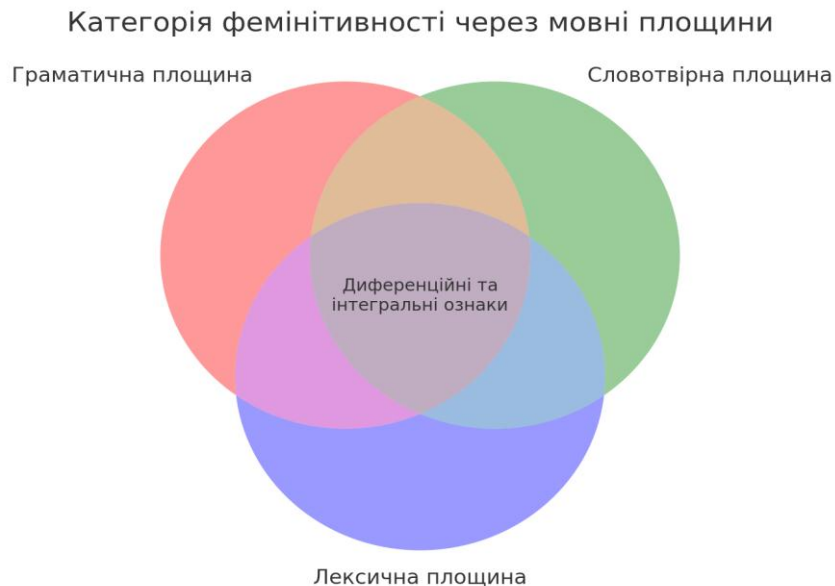 Категорія фемінітивності через мовні площини
Граматична площина
Словотвірна площина
Диференційні та
інтегральні ознаки
Лексична площина